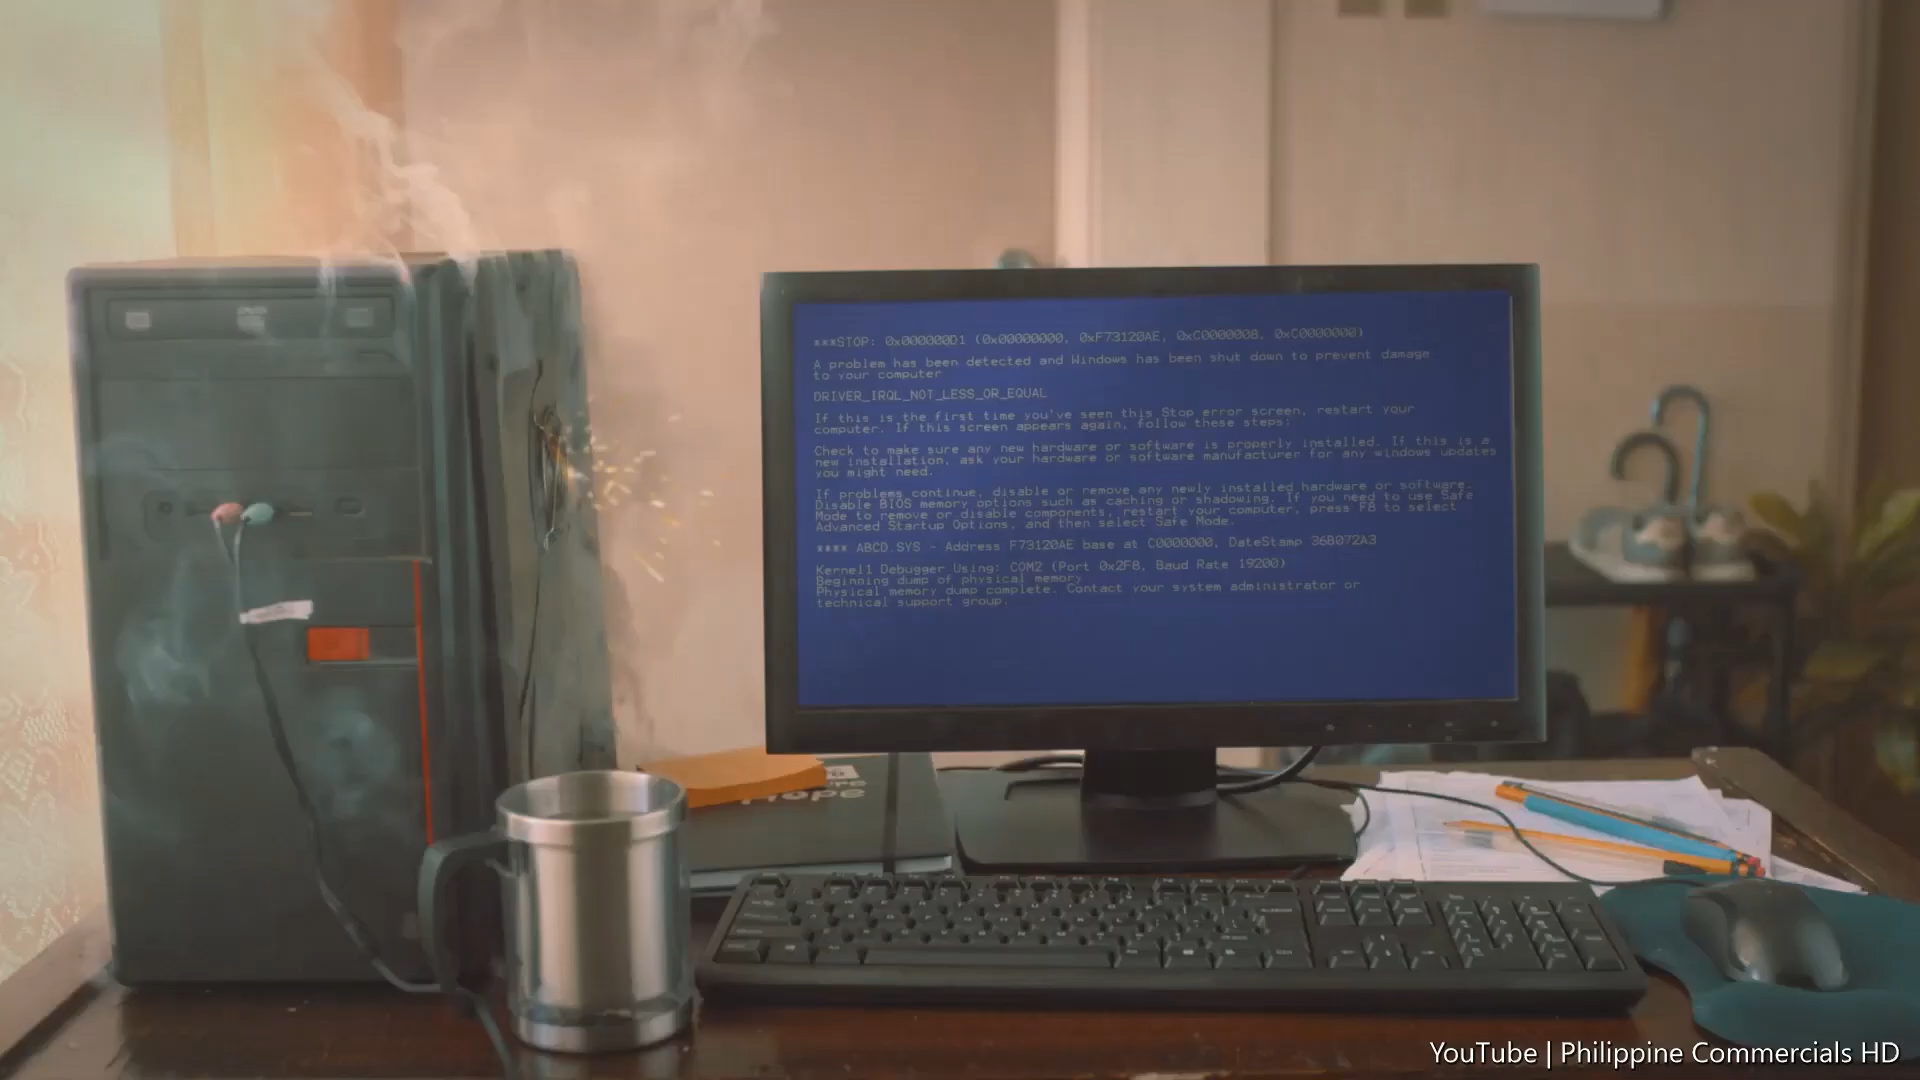 ***STOP: 0x000000D1 (0x00000000, 0xF73120AE, 0xC0000008, 0xC0000000)
A problem has been detected and Windows has been shut down to prevent damage
to your computer
DRIVER_IRQL_NOT_LESS_OR_EQUAL
If this is the first time you've seen this Stop error screen, restart your
computer. If this screen appears again, follow these steps:
Check to make sure any new hardware or software is properly installed. If this is a
new installation, ask your hardware or software manufacturer for any windows updates
you might need.
If problems continue, disable or remove any newly installed hardware or software.
Disable BIOS memory options such as caching or shadowing. If you need to use Safe
Mode to remove or disable components, restart your computer, press F8 to select
Advanced Startup Options, and then select Safe Mode.
**** ABCD.SYS - Address F73120AE base at C0000000, DateStamp 36B072A3
Kernel1 Debugger Using: COM2 (Port 0x2F8, Baud Rate 19200)
Beginning dump of physical memory
Physical memory dump complete. Contact your system administrator or
technical support group.
Hope
YouTube | Philippine Commercials HD